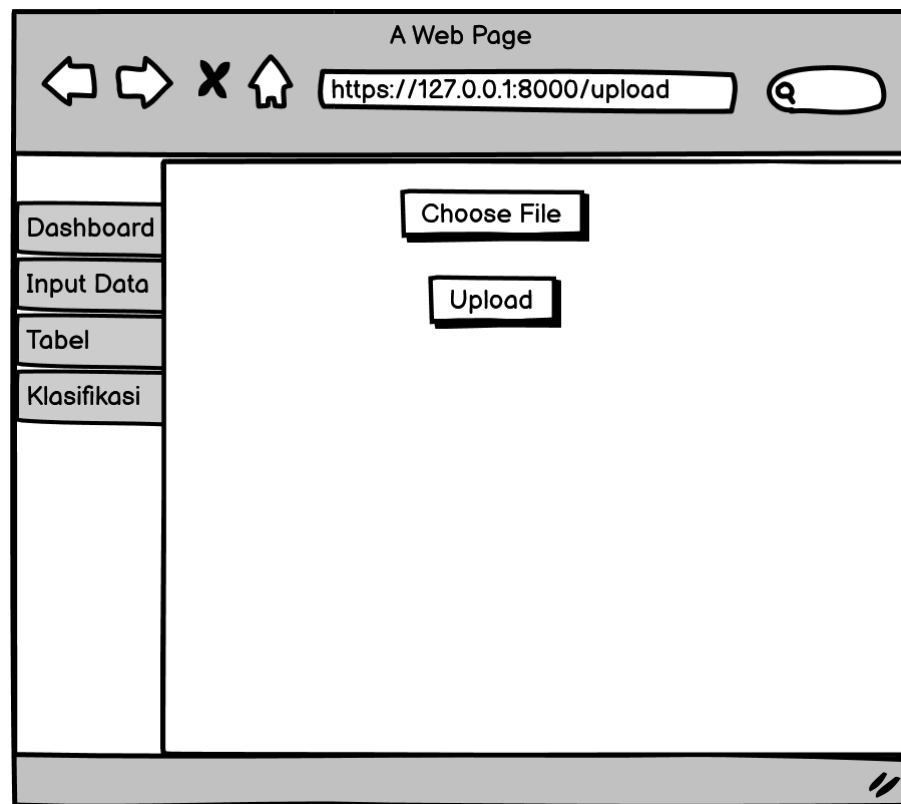 A Web Page
https://127.0.0.1:8000/upload
Dashboard
Input Data
Tabel
Klasifikasi
Choose File
Upload